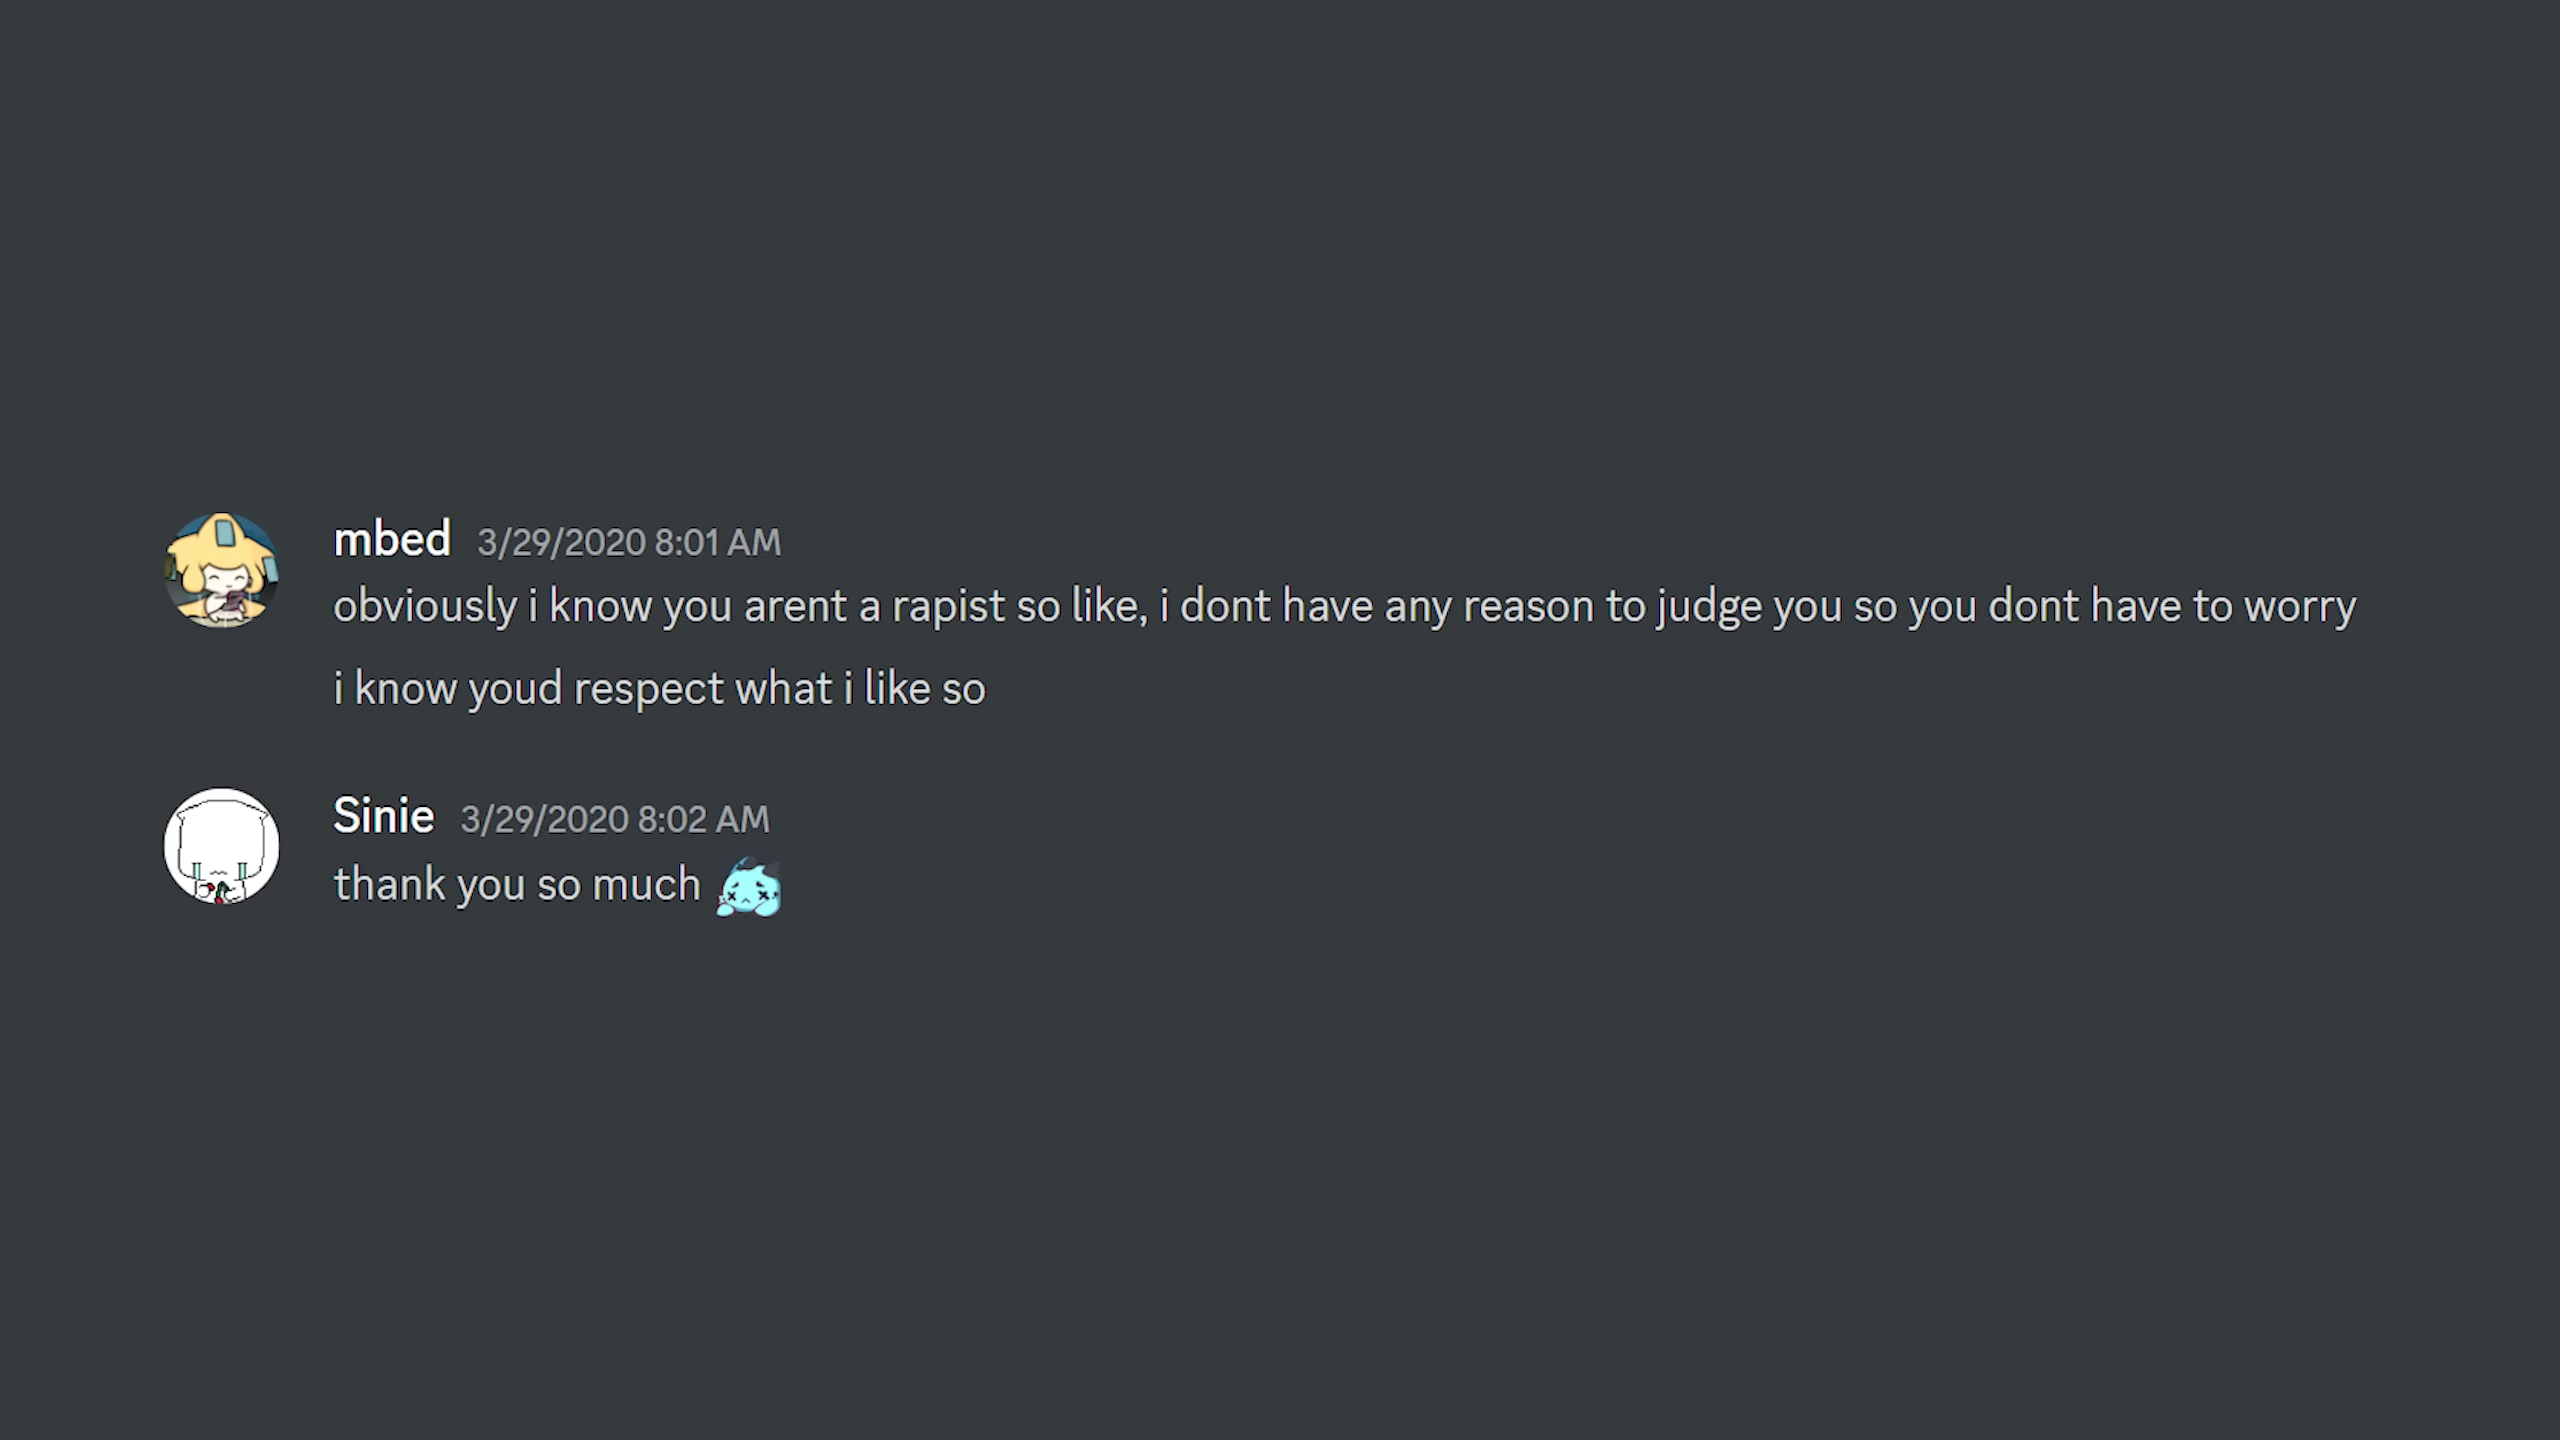 mbed 3/29/2020 8:01 AM
obviously i know you arent a rapist so like, i dont have any reason to judge you so you dont have to worry
i know youd respect what i like so
Sinie 3/29/2020 8:02 AM
thank you so much